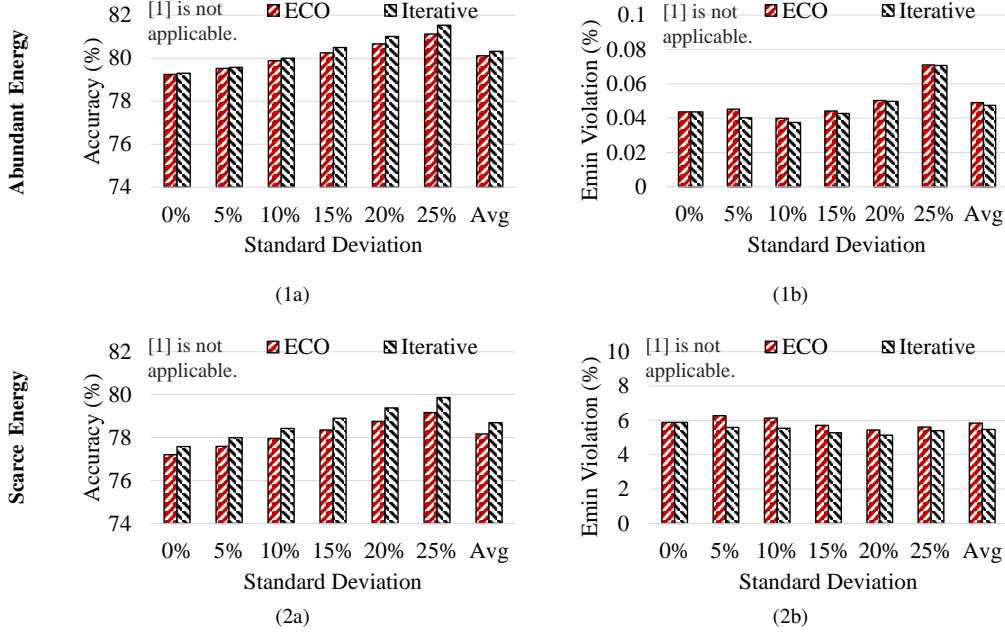 Abundant Energy
82
80
78
76
74
Accuracy (%)
[1] is not
applicable.
ECO
Iterative
0% 5% 10% 15% 20% 25% Avg
Standard Deviation
(1a)
0.1
0.08
0.06
0.04
0.02
0
Emin Violation (%)
[1] is not
applicable.
ECO
Iterative
0% 5% 10% 15% 20% 25% Avg
Standard Deviation
(1b)
Scarce Energy
82
80
78
76
74
Accuracy (%)
[1] is not
applicable.
ECO
Iterative
0% 5% 10% 15% 20% 25% Avg
Standard Deviation
(2a)
10
8
6
4
2
0
Emin Violation (%)
[1] is not
applicable.
ECO
Iterative
0% 5% 10% 15% 20% 25% Avg
Standard Deviation
(2b)